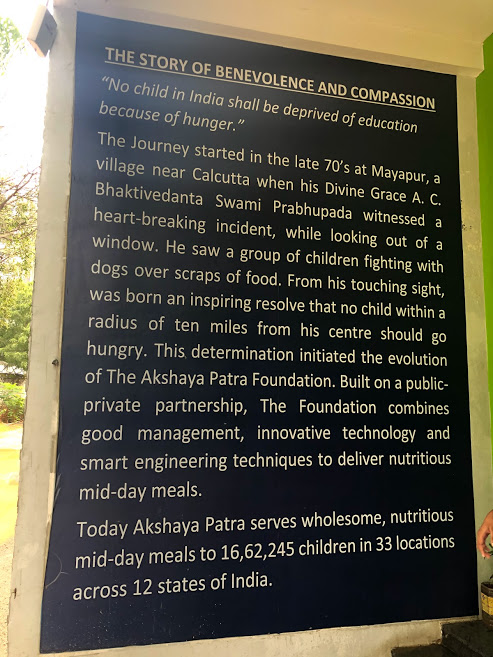 THE STORY OF BENEVOLENCE AND COMPASSION
“No child in India shall be deprived of education
because of hunger.”
The Journey started in the late 70’s at Mayapur, a
village near Calcutta when his Divine Grace A. C.
Bhaktivedanta Swami Prabhupada witnessed a
heart-breaking incident, while looking out of a
window. He saw a group of children fighting with
dogs over scraps of food. From his touching sight,
was born an inspiring resolve that no child within a
radius of ten miles from his centre should go
hungry. This determination initiated the evolution
of The Akshaya Patra Foundation. Built on a public-
private partnership, The Foundation combines
good management, innovative technology and
smart engineering techniques to deliver nutritious
mid-day meals.
Today Akshaya Patra serves wholesome, nutritious
mid-day meals to 16,62,245 children in 33 locations
across 12 states of India.